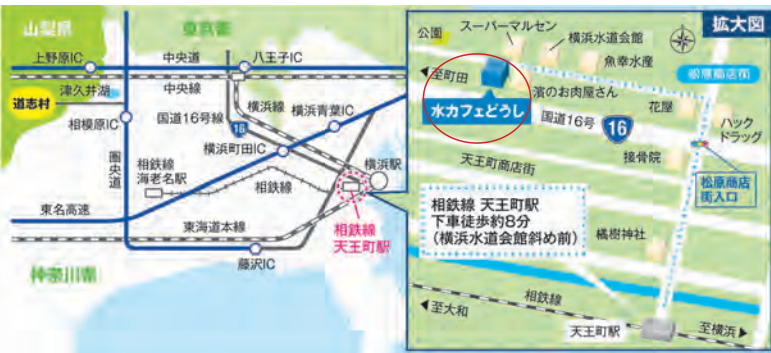 山梨県
東京都
上野原IC
中央道
八王子IC
津久井湖
中央線
道志村
横浜線
横浜青葉IC
相模原IC
国道16号線
16
圏央道
横浜町田IC
横浜駅
相鉄線
海老名駅
相鉄線
東名高速
東海道本線
相鉄線
天王町駅
藤沢IC
神奈川県
拡大図
公園
スーパーマルセン
横浜水道会館
魚幸水産
至町田
松原商店街
濱のお肉屋さん
花屋
水カフェどうし
国道16号
16
ハック
ドラッグ
接骨院
天王町商店街
松原商店
街入口
相鉄線 天王町駅
下車徒歩約8分
(横浜水道会館斜め前)
橘樹神社
相鉄線
至大和
天王町駅
至横浜